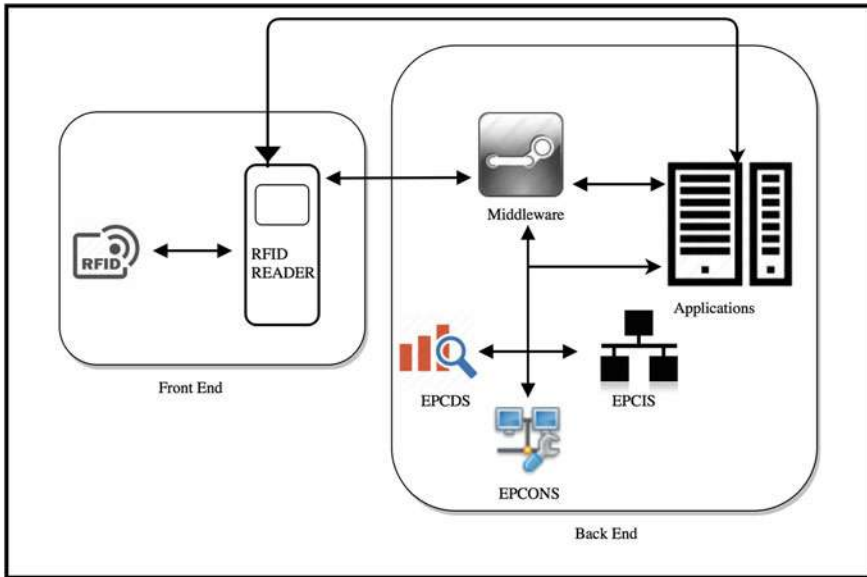 Middleware
RFID
RFID
READER
Applications
Front End
EPCDS
EPCIS
EPCONS
Back End